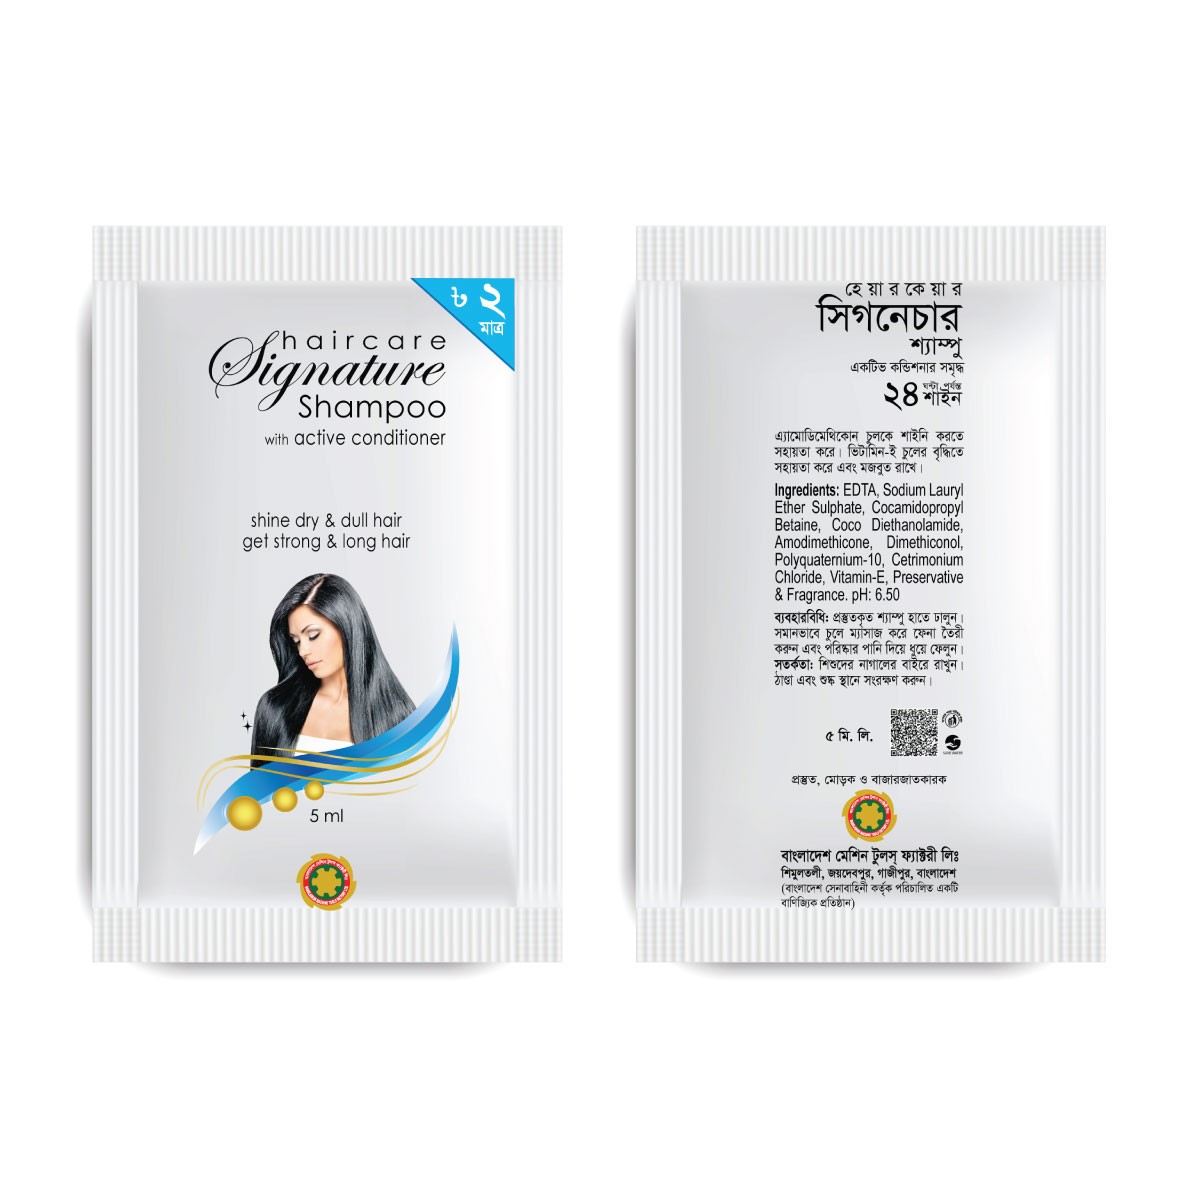 ৳ ২
মাত্র
haircare
Signature
Shampoo
with active conditioner
shine dry & dull hair
get strong & long hair
5 ml
হেয়ারকেয়ার
সিগনেচার
শ্যাম্পু
একটিভ কন্ডিশনার সমৃদ্ধ
২৪ ঘন্টা পর্যন্ত
শাইন
এ্যামোডিমেথিকোন চুলকে শাইনি করতে
সহায়তা করে। ভিটামিন-ই চুলের বৃদ্ধিতে
সহায়তা করে এবং মজবুত রাখে।
Ingredients: EDTA, Sodium Lauryl
Ether Sulphate, Cocamidopropyl
Betaine, Coco Diethanolamide,
Amodimethicone, Dimethiconol,
Polyquaternium-10, Cetrimonium
Chloride, Vitamin-E, Preservative
& Fragrance. pH: 6.50
ব্যবহারবিধি: প্রস্তুতকৃত শ্যাম্পু হাতে ঢালুন।
সমানভাবে চুলে ম্যাসাজ করে ফেনা তৈরী
করুন এবং পরিষ্কার পানি দিয়ে ধুয়ে ফেলুন।
সতর্কতা: শিশুদের নাগালের বাইরে রাখুন।
ঠাণ্ডা এবং শুষ্ক স্থানে সংরক্ষণ করুন।
৫ মি. লি.
প্রস্তুত, মোড়ক ও বাজারজাতকারক
বাংলাদেশ মেশিন টুলস্ ফ্যাক্টরী লিঃ
শিমুলতলী, জয়দেবপুর, গাজীপুর, বাংলাদেশ
(বাংলাদেশ সেনাবাহিনী কর্তৃক পরিচালিত একটি
বাণিজ্যিক প্রতিষ্ঠান)